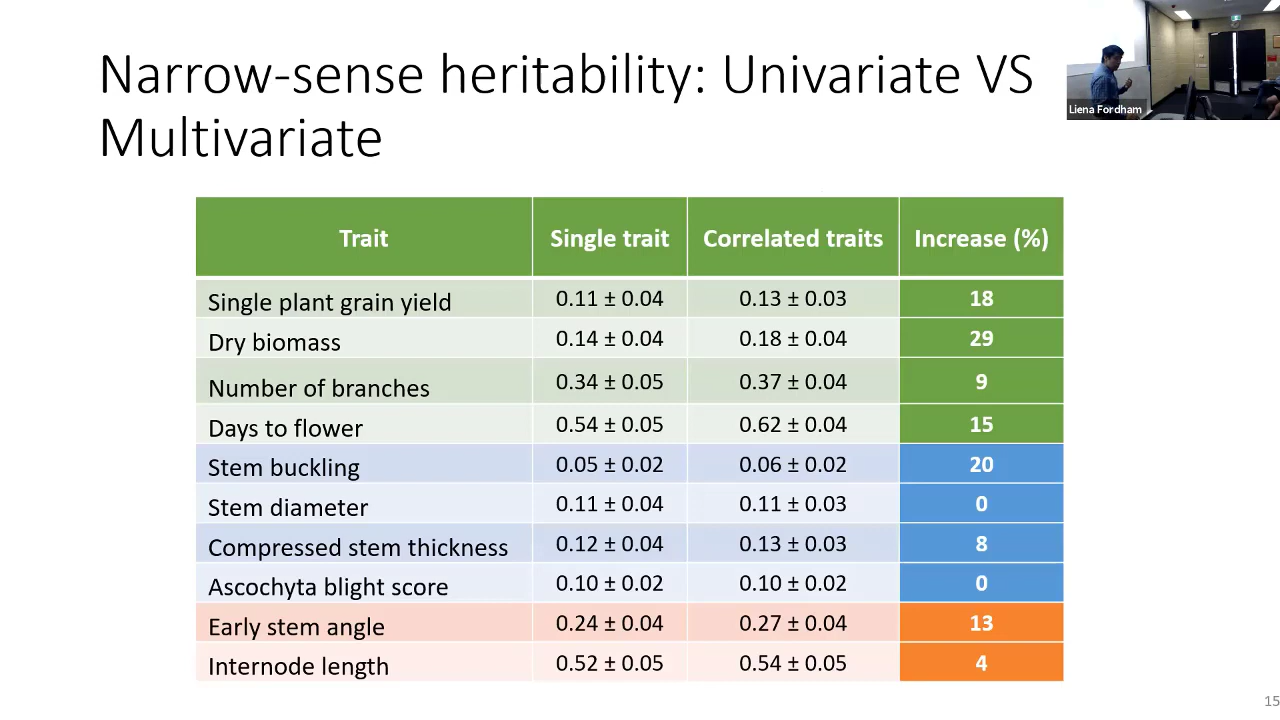 Narrow-sense heritability: Univariate VS
Multivariate
Liena Fordham
Trait Single trait Correlated traits Increase (%)
Single plant grain yield 0.11 ± 0.04 0.13 ± 0.03 18
Dry biomass 0.14 ± 0.04 0.18 ± 0.04 29
Number of branches 0.34 ± 0.05 0.37 ± 0.04 9
Days to flower 0.54 ± 0.05 0.62 ± 0.04 15
Stem buckling 0.05 ± 0.02 0.06 ± 0.02 20
Stem diameter 0.11 ± 0.04 0.11 ± 0.03 0
Compressed stem thickness 0.12 ± 0.04 0.13 ± 0.03 8
Ascochyta blight score 0.10 ± 0.02 0.10 ± 0.02 0
Early stem angle 0.24 ± 0.04 0.27 ± 0.04 13
Internode length 0.52 ± 0.05 0.54 ± 0.05 4
15